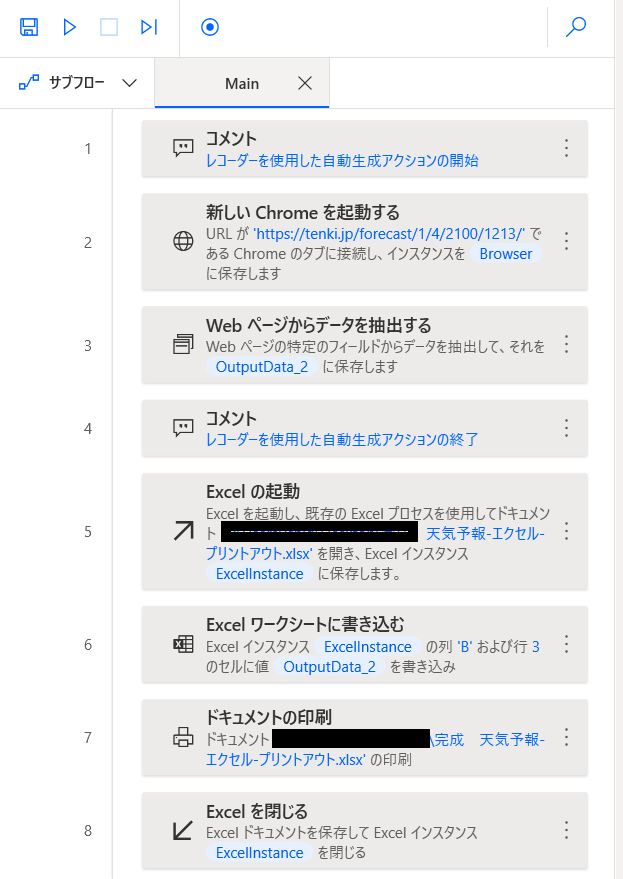 サブフロー
Main
1
コメント
レコーダーを使用した自動生成アクションの開始
2
新しい Chrome を起動する
URL が 'https://tenki.jp/forecast/1/4/2100/1213/' で
ある Chrome のタブに接続し、インスタンスを Browser
に保存します
3
Web ページからデータを抽出する
Web ページの特定のフィールドからデータを抽出して、それを
OutputData_2 に保存します
4
コメント
レコーダーを使用した自動生成アクションの終了
5
Excel の起動
Excel を起動し、既存の Excel プロセスを使用してドキュメン
ト 天気予報-エクセル-
プリントアウト.xlsx' を開き、Excel インスタンス
ExcelInstance に保存します。
6
Excel ワークシートに書き込む
Excel インスタンス ExcelInstance の列 'B' および行 3
のセルに値 OutputData_2 を書き込み
7
ドキュメントの印刷
ドキュメント \完成　天気予報-
エクセル-プリントアウト.xlsx' の印刷
8
Excel を閉じる
Excel ドキュメントを保存して Excel インスタンス
ExcelInstance を閉じる